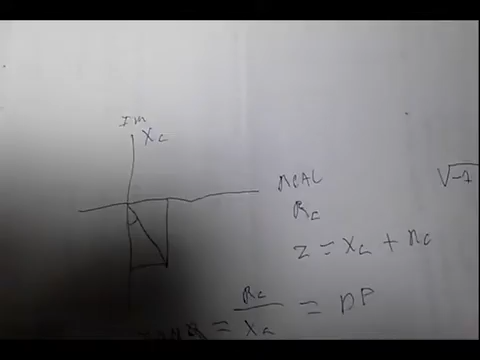 Im
Xc
REAL
Rc
√-1
Z = Xc + Rc
Rc / Xc = DP